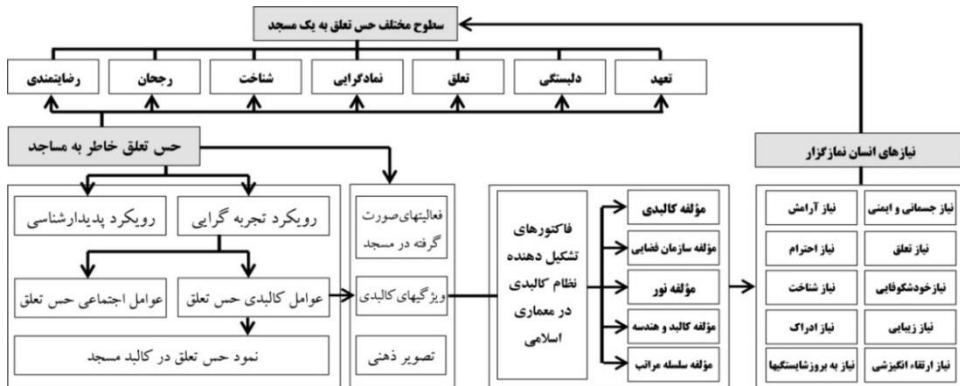 سطوح مختلف حس تعلق به یک مسجد
تعهد
دلبستگی
تعلق
نمادگرایی
شناخت
رجحان
رضایتمندی
نیازهای انسان نمازگزار
حس تعلق خاطر به مساجد
نیاز جسمانی و ایمنی
نیاز آرامش
نیاز تعلق
نیاز احترام
نیازخودشکوفایی
نیاز شناخت
نیاز زیبایی
نیاز ادراک
نیاز ارتقاء انگیزشی
نیاز به بروزشایستگیها
مؤلفه کالبدی
مؤلفه سازمان فضایی
مؤلفه نور
مؤلفه کالبد و هندسه
مؤلفه سلسله مراتب
فاکتورهای
تشکیل دهنده
نظام کالبدی
در معماری
اسلامی
فعالیتهای صورت
گرفته در مسجد
ویژگیهای کالبدی
تصویر ذهنی
رویکرد تجربه گرایی
رویکرد پدیدارشناسی
عوامل کالبدی حس تعلق
عوامل اجتماعی حس تعلق
نمود حس تعلق در کالبد مسجد